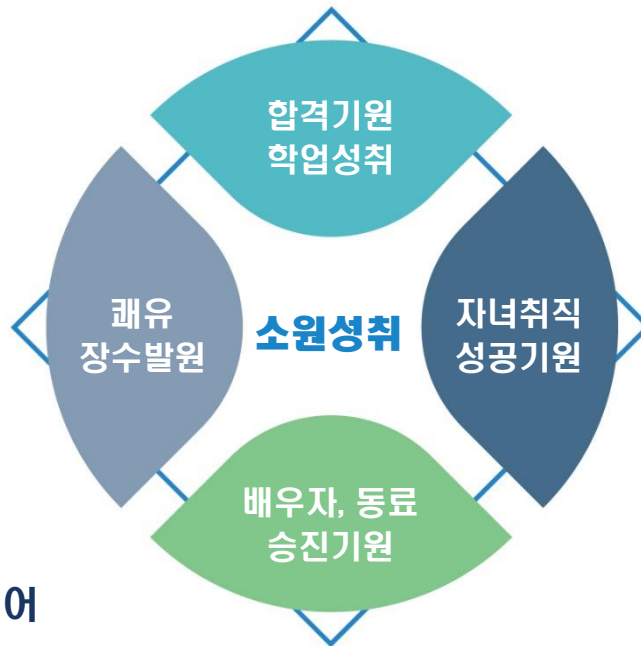 합격기원
학업성취
쾌유
장수발원
소원성취
자녀취직
성공기원
배우자, 동료
승진기원
어